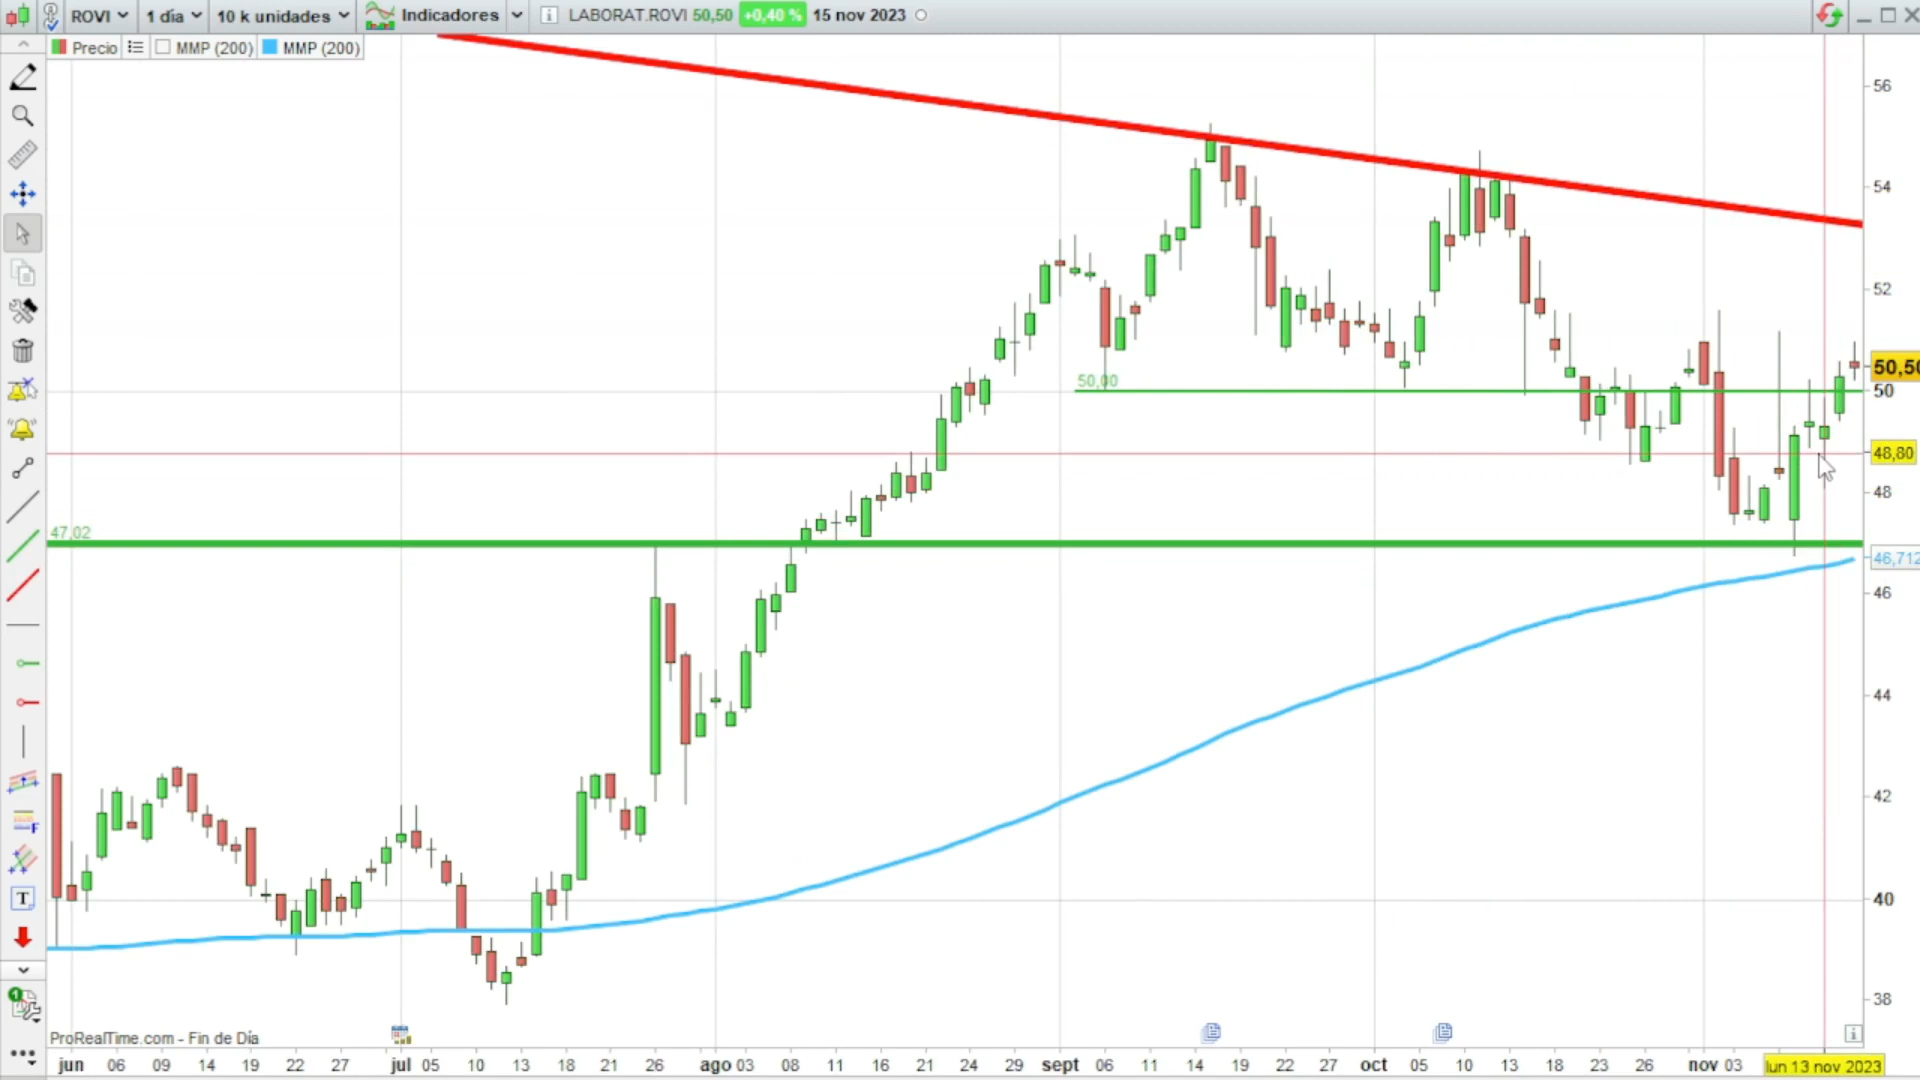 ROVI 1 día 10 k unidades Indicadores LABORAT.ROVI 50,50 +0,40 % 15 nov 2023
Precio MMP (200) MMP (200)
56
54
52
50,50
50,00
50
48,80
48
47,02
46,712
46
44
42
40
38
F
T
1
ProRealTime.com - Fin de Día
jun 06 09 14 19 22 27 jul 05 10 13 18 21 26 ago 03 08 11 16 21 24 29 sept 06 11 14 19 22 27 oct 05 10 13 18 23 26 nov 03 lun 13 nov 2023